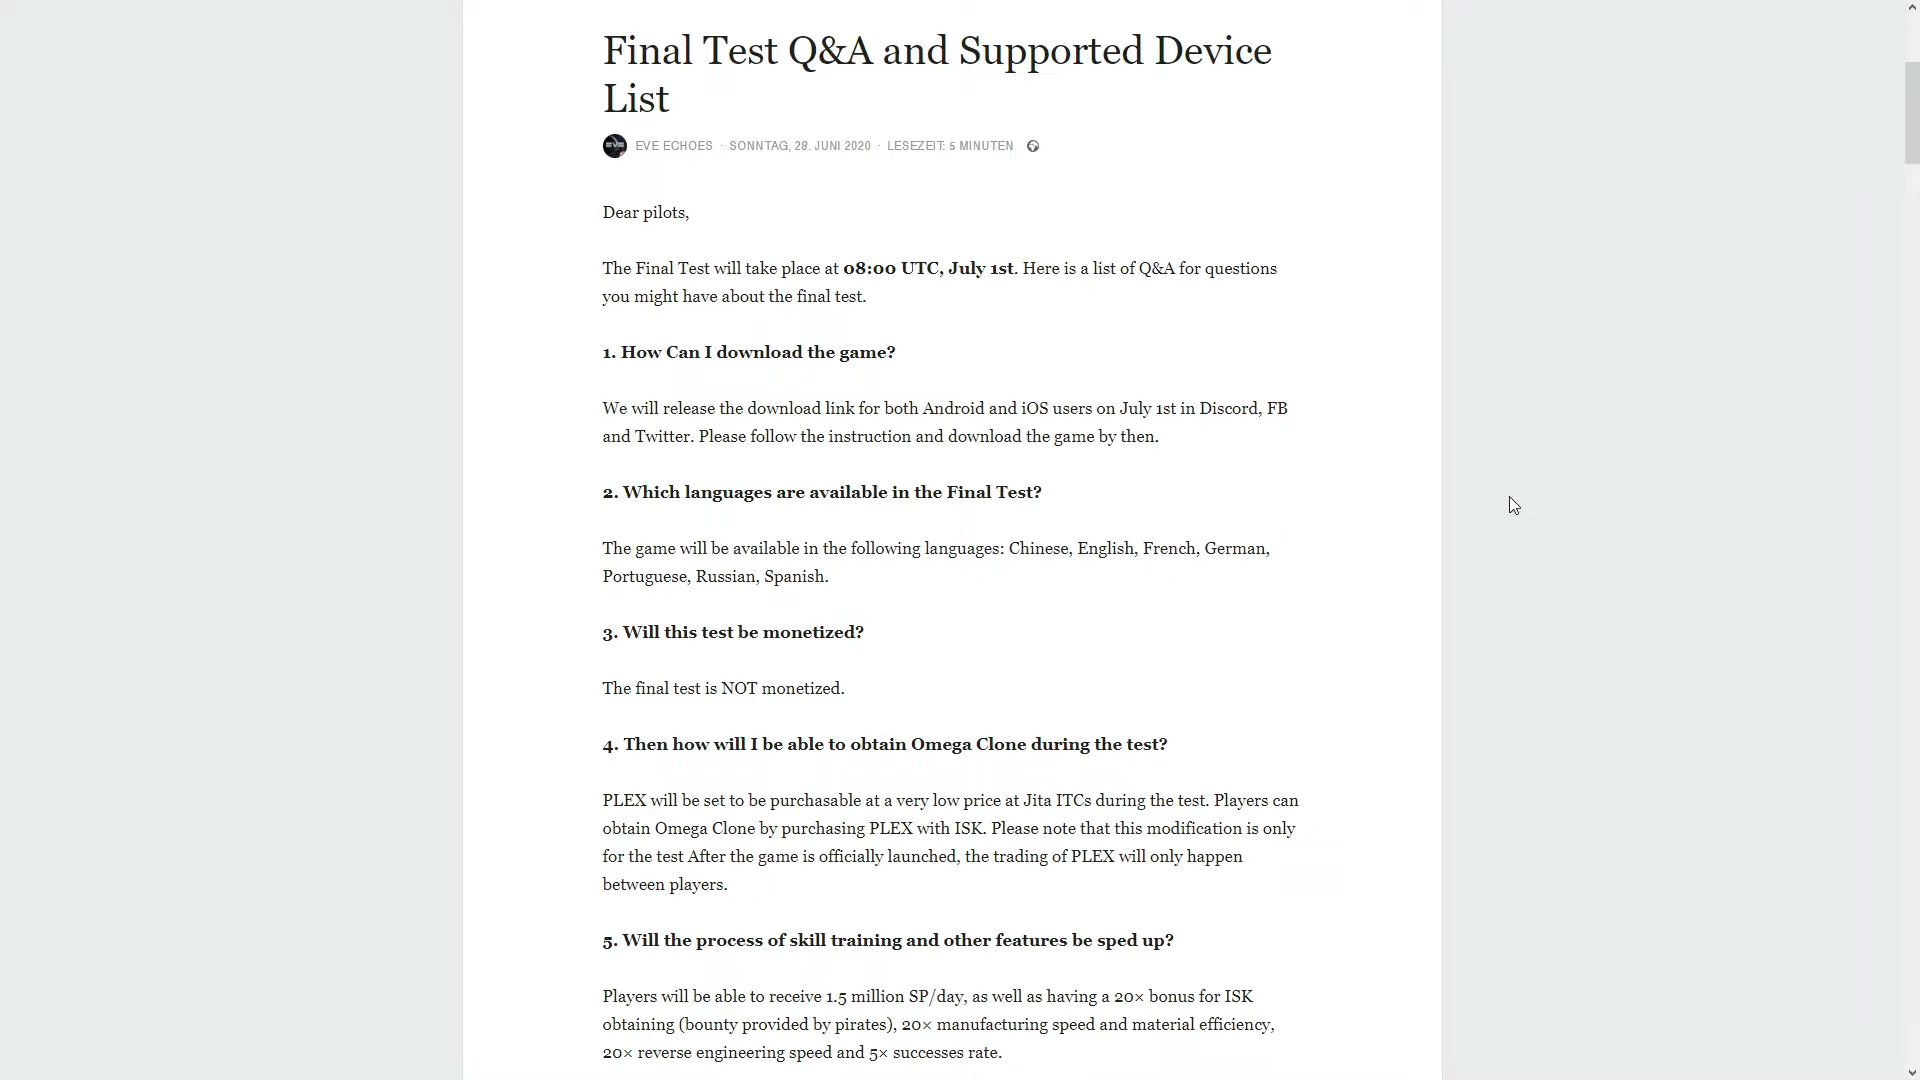 Final Test Q&A and Supported Device
List
EVE ECHOES · SONNTAG, 28. JUNI 2020 · LESEZEIT: 5 MINUTEN
Dear pilots,
The Final Test will take place at 08:00 UTC, July 1st. Here is a list of Q&A for questions
you might have about the final test.
1. How Can I download the game?
We will release the download link for both Android and iOS users on July 1st in Discord, FB
and Twitter. Please follow the instruction and download the game by then.
2. Which languages are available in the Final Test?
The game will be available in the following languages: Chinese, English, French, German,
Portuguese, Russian, Spanish.
3. Will this test be monetized?
The final test is NOT monetized.
4. Then how will I be able to obtain Omega Clone during the test?
PLEX will be set to be purchasable at a very low price at Jita ITCs during the test. Players can
obtain Omega Clone by purchasing PLEX with ISK. Please note that this modification is only
for the test After the game is officially launched, the trading of PLEX will only happen
between players.
5. Will the process of skill training and other features be sped up?
Players will be able to receive 1.5 million SP/day, as well as having a 20× bonus for ISK
obtaining (bounty provided by pirates), 20× manufacturing speed and material efficiency,
20× reverse engineering speed and 5× successes rate.